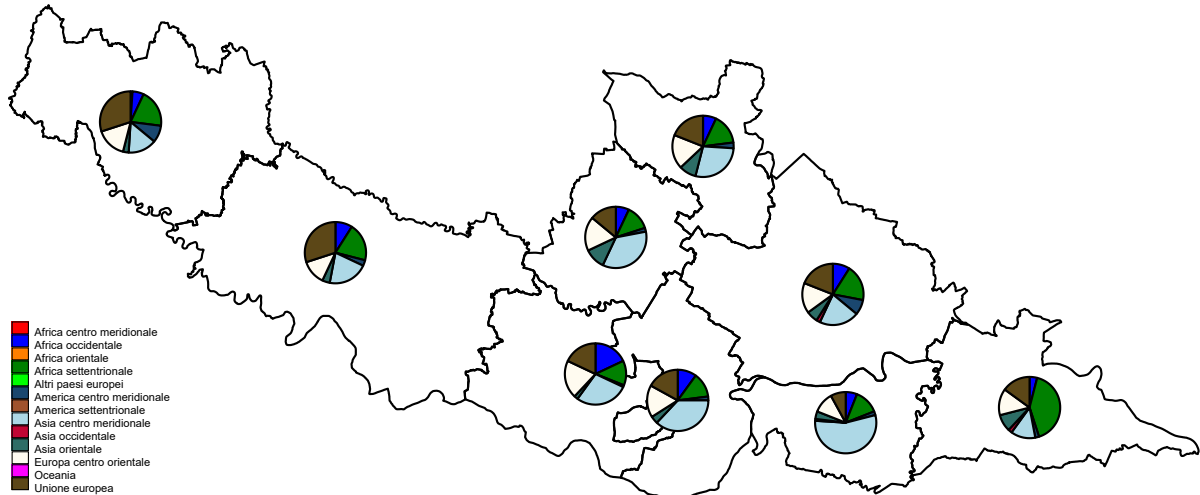 Africa centro meridionale
Africa occidentale
Africa orientale
Africa settentrionale
Altri paesi europei
America centro meridionale
America settentrionale
Asia centro meridionale
Asia occidentale
Asia orientale
Europa centro orientale
Oceania
Unione europea